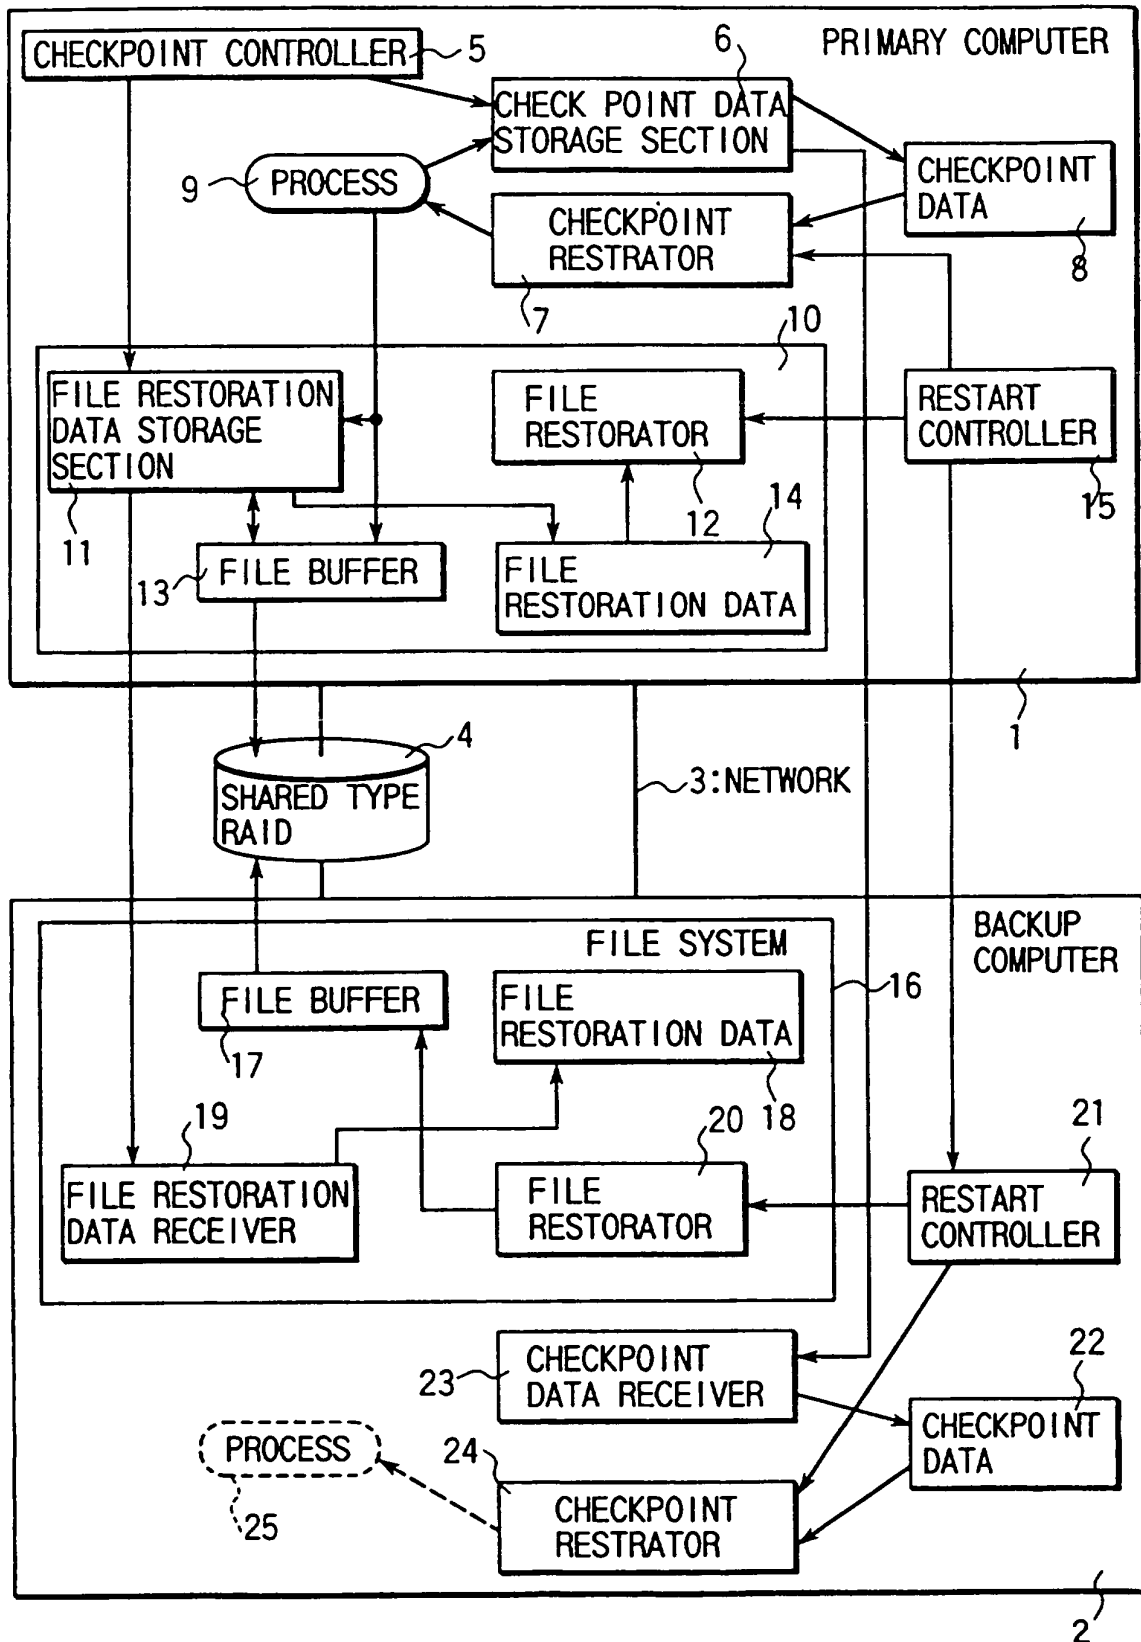 CHECKPOINT CONTROLLER
5
6
PRIMARY COMPUTER
CHECK POINT DATA
STORAGE SECTION
9
PROCESS
CHECKPOINT
DATA
8
CHECKPOINT
RESTRATOR
7
10
FILE RESTORATION
DATA STORAGE
SECTION
11
FILE
RESTORATOR
12
RESTART
CONTROLLER
15
14
13
FILE BUFFER
FILE
RESTORATION DATA
1
4
SHARED TYPE
RAID
3:NETWORK
BACKUP
COMPUTER
FILE SYSTEM
16
FILE BUFFER
17
FILE
RESTORATION DATA
18
19
20
21
FILE RESTORATION
DATA RECEIVER
FILE
RESTORATOR
RESTART
CONTROLLER
23
CHECKPOINT
DATA RECEIVER
22
CHECKPOINT
DATA
PROCESS
25
24
CHECKPOINT
RESTRATOR
2